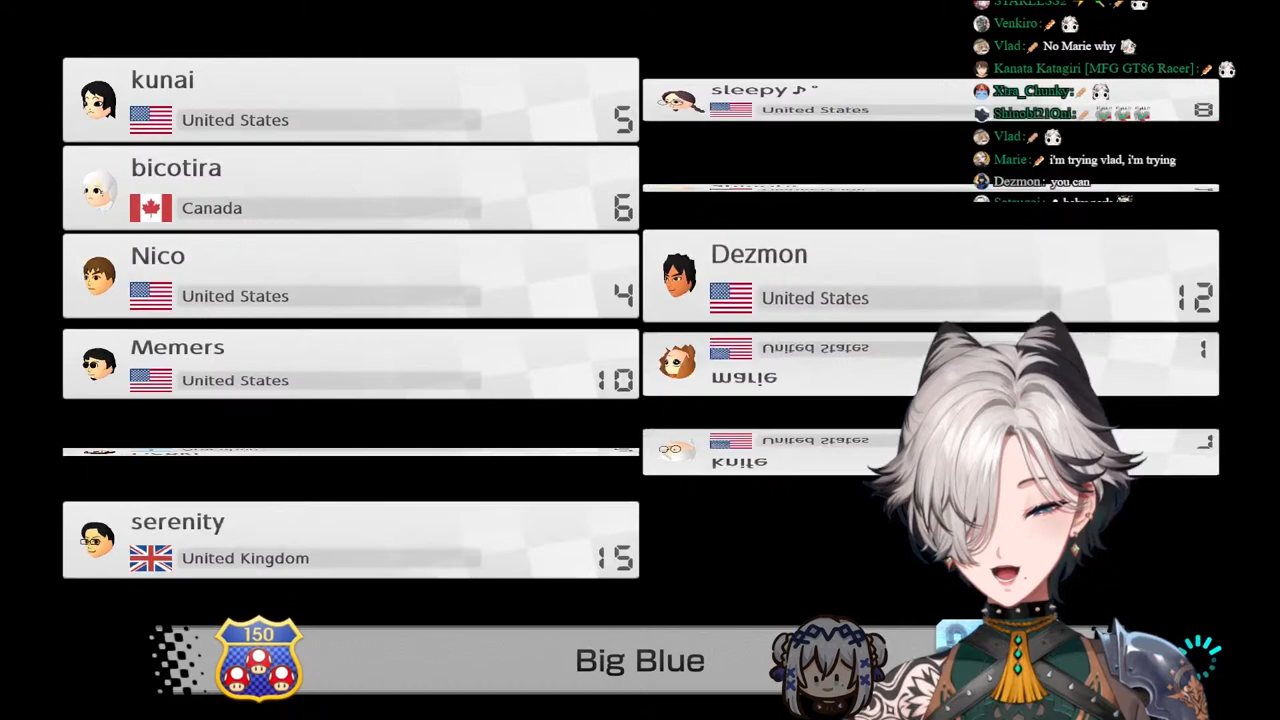 kunai
United States
5
bicotira
Canada
6
Nico
United States
4
Memers
United States
10
serenity
United Kingdom
15
sleepy ♪
United States
8
Dezmon
United States
12
United States
1
marie
United States
knife
150
Big Blue
Venkiro:
Vlad: No Marie why
Kanata Katagiri [MFG GT86 Racer]:
Xtra_Chunky:
Shinobi21Oni:
Vlad:
Marie: i'm trying vlad, i'm trying
Dezmon: you can